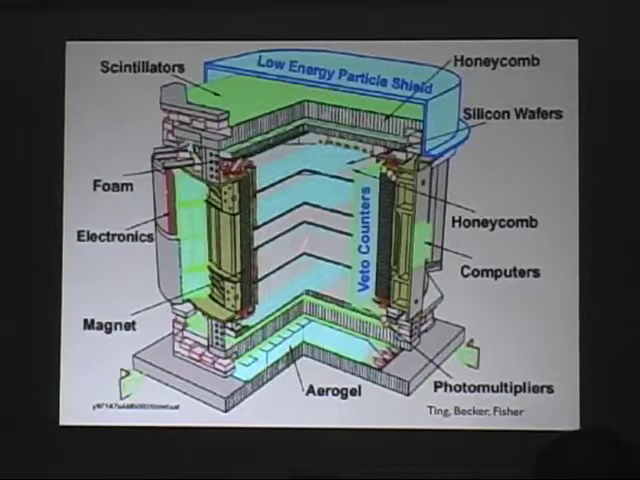 Scintillators
Low Energy Particle Shield
Honeycomb
Silicon Wafers
Foam
Electronics
Veto Counters
Honeycomb
Computers
Magnet
Aerogel
Photomultipliers
Ting, Becker, Fisher